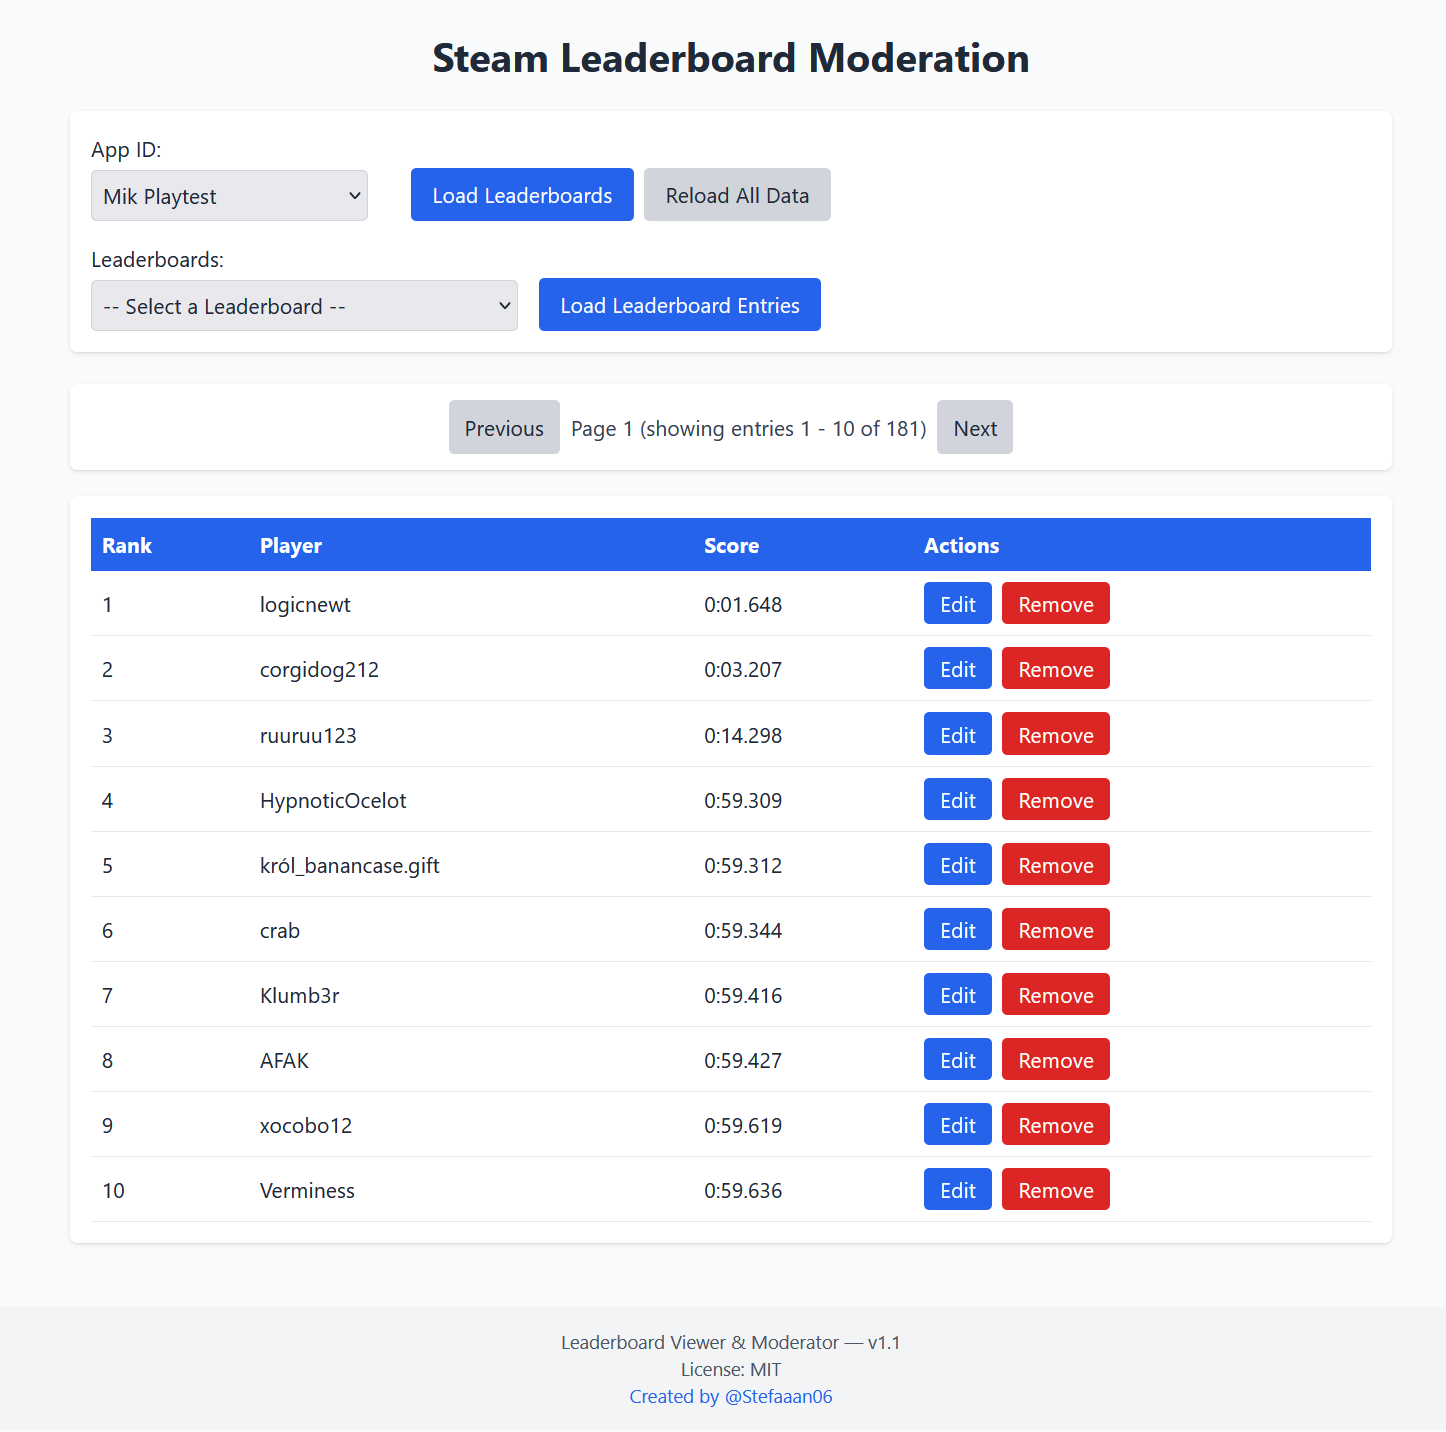 Steam Leaderboard Moderation
App ID:
Mik Playtest
Load Leaderboards
Reload All Data
Leaderboards:
-- Select a Leaderboard --
Load Leaderboard Entries
Previous Page 1 (showing entries 1 - 10 of 181) Next
Rank Player Score Actions
1 logicnewt 0:01.648 Edit Remove
2 corgidog212 0:03.207 Edit Remove
3 ruuruu123 0:14.298 Edit Remove
4 HypnoticOcelot 0:59.309 Edit Remove
5 król_banancase.gift 0:59.312 Edit Remove
6 crab 0:59.344 Edit Remove
7 Klumb3r 0:59.416 Edit Remove
8 AFAK 0:59.427 Edit Remove
9 xocobo12 0:59.619 Edit Remove
10 Verminess 0:59.636 Edit Remove
Leaderboard Viewer & Moderator — v1.1
License: MIT
Created by @Stefaaan06